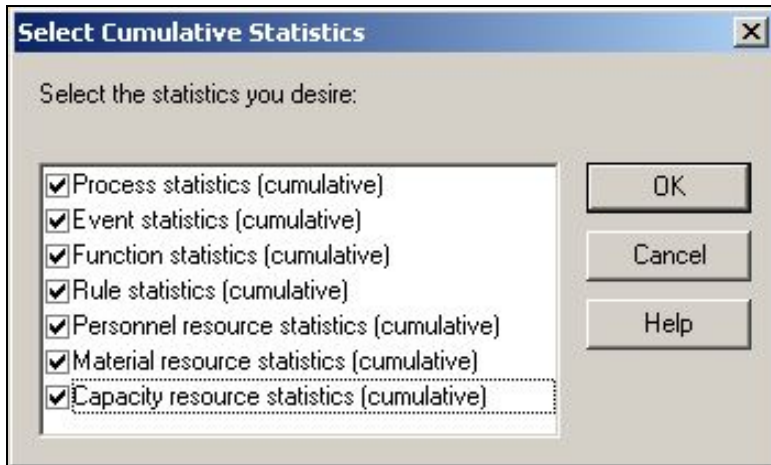 Select Cumulative Statistics
Select the statistics you desire:
Process statistics (cumulative)
Event statistics (cumulative)
Function statistics (cumulative)
Rule statistics (cumulative)
Personnel resource statistics (cumulative)
Material resource statistics (cumulative)
Capacity resource statistics (cumulative)
OK
Cancel
Help